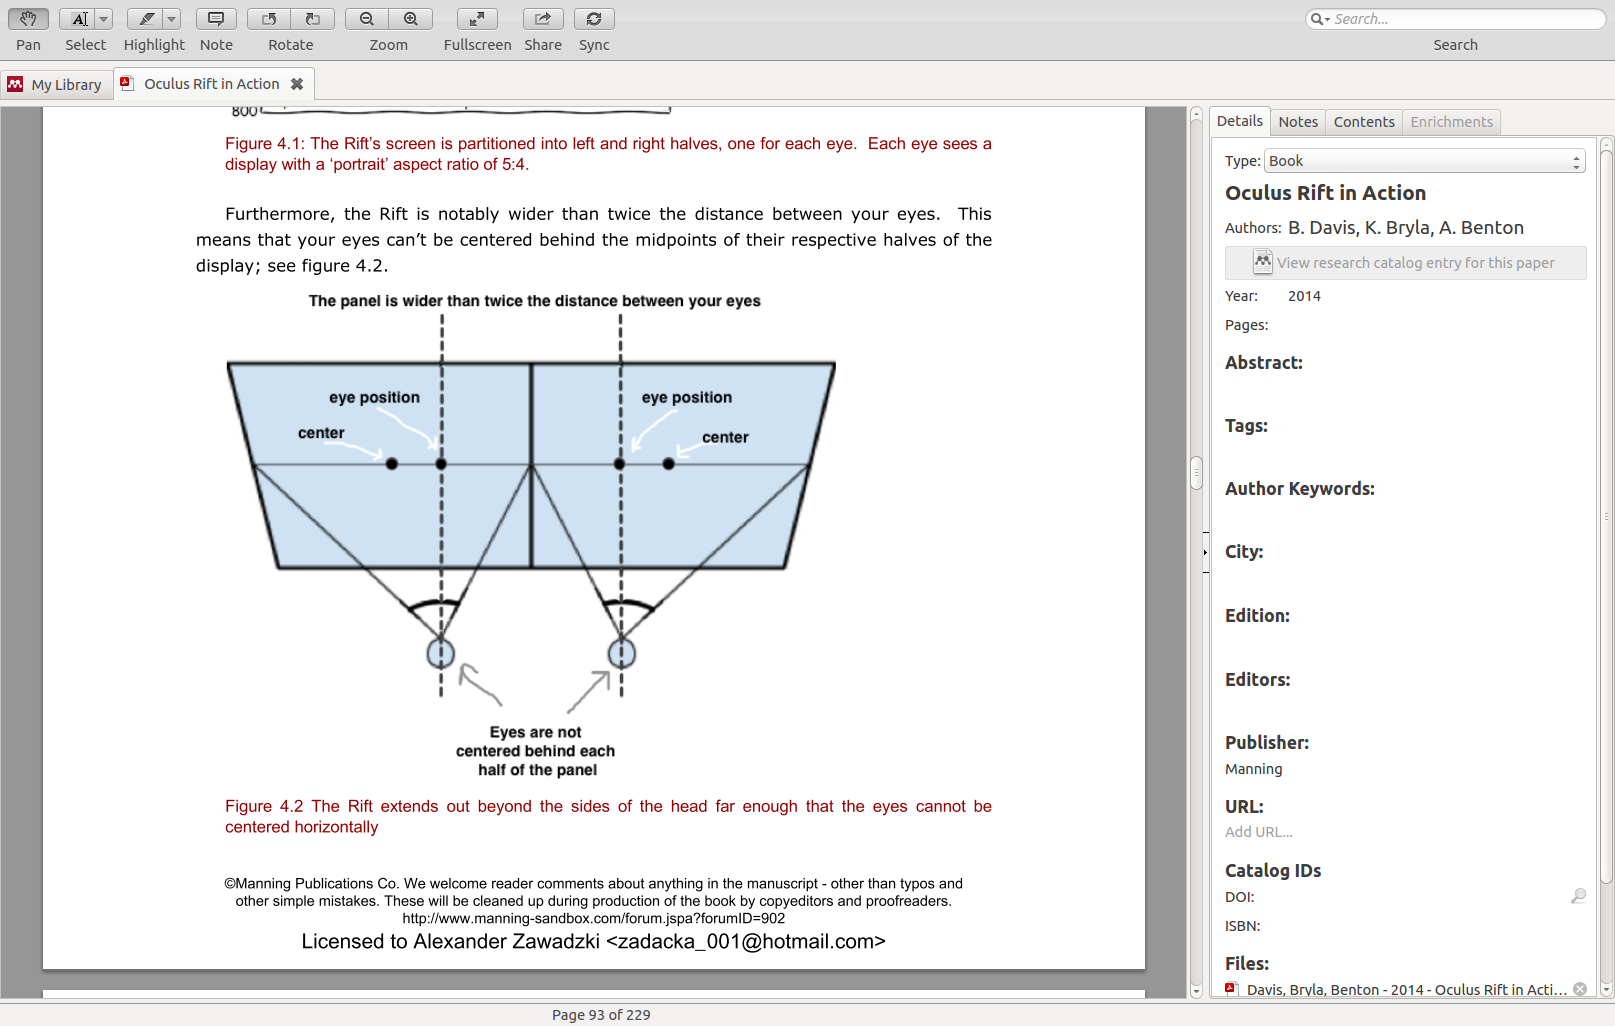 Pan
Select
Highlight
Note
Rotate
Zoom
Fullscreen
Share
Sync
Search...
Search
My Library
Oculus Rift in Action
800
Figure 4.1: The Rift's screen is partitioned into left and right halves, one for each eye.  Each eye sees a
display with a 'portrait' aspect ratio of 5:4.
Furthermore, the Rift is notably wider than twice the distance between your eyes.  This
means that your eyes can't be centered behind the midpoints of their respective halves of the
display; see figure 4.2.
The panel is wider than twice the distance between your eyes
eye position
eye position
center
center
Eyes are not
centered behind each
half of the panel
Figure 4.2 The Rift extends out beyond the sides of the head far enough that the eyes cannot be
centered horizontally
©Manning Publications Co. We welcome reader comments about anything in the manuscript - other than typos and
other simple mistakes. These will be cleaned up during production of the book by copyeditors and proofreaders.
http://www.manning-sandbox.com/forum.jspa?forumID=902
Licensed to Alexander Zawadzki <zadacka_001@hotmail.com>
Page 93 of 229
Details
Notes
Contents
Enrichments
Type: Book
Oculus Rift in Action
Authors: B. Davis, K. Bryla, A. Benton
View research catalog entry for this paper
Year: 2014
Pages:
Abstract:
Tags:
Author Keywords:
City:
Edition:
Editors:
Publisher:
Manning
URL:
Add URL...
Catalog IDs
DOI:
ISBN:
Files:
Davis, Bryla, Benton - 2014 - Oculus Rift in Acti...